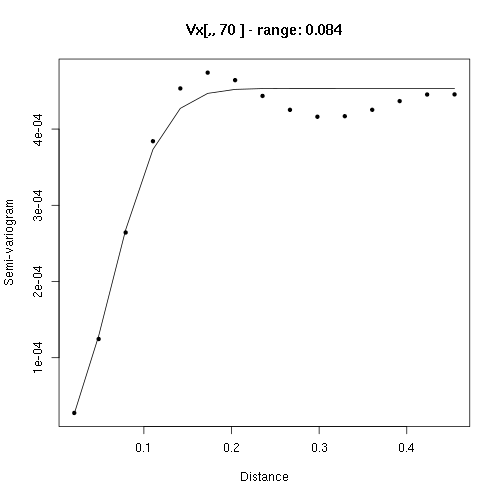 Vx[,, 70 ] - range: 0.084
4e-04
3e-04
2e-04
1e-04
Semi-variogram
0.1 0.2 0.3 0.4
Distance